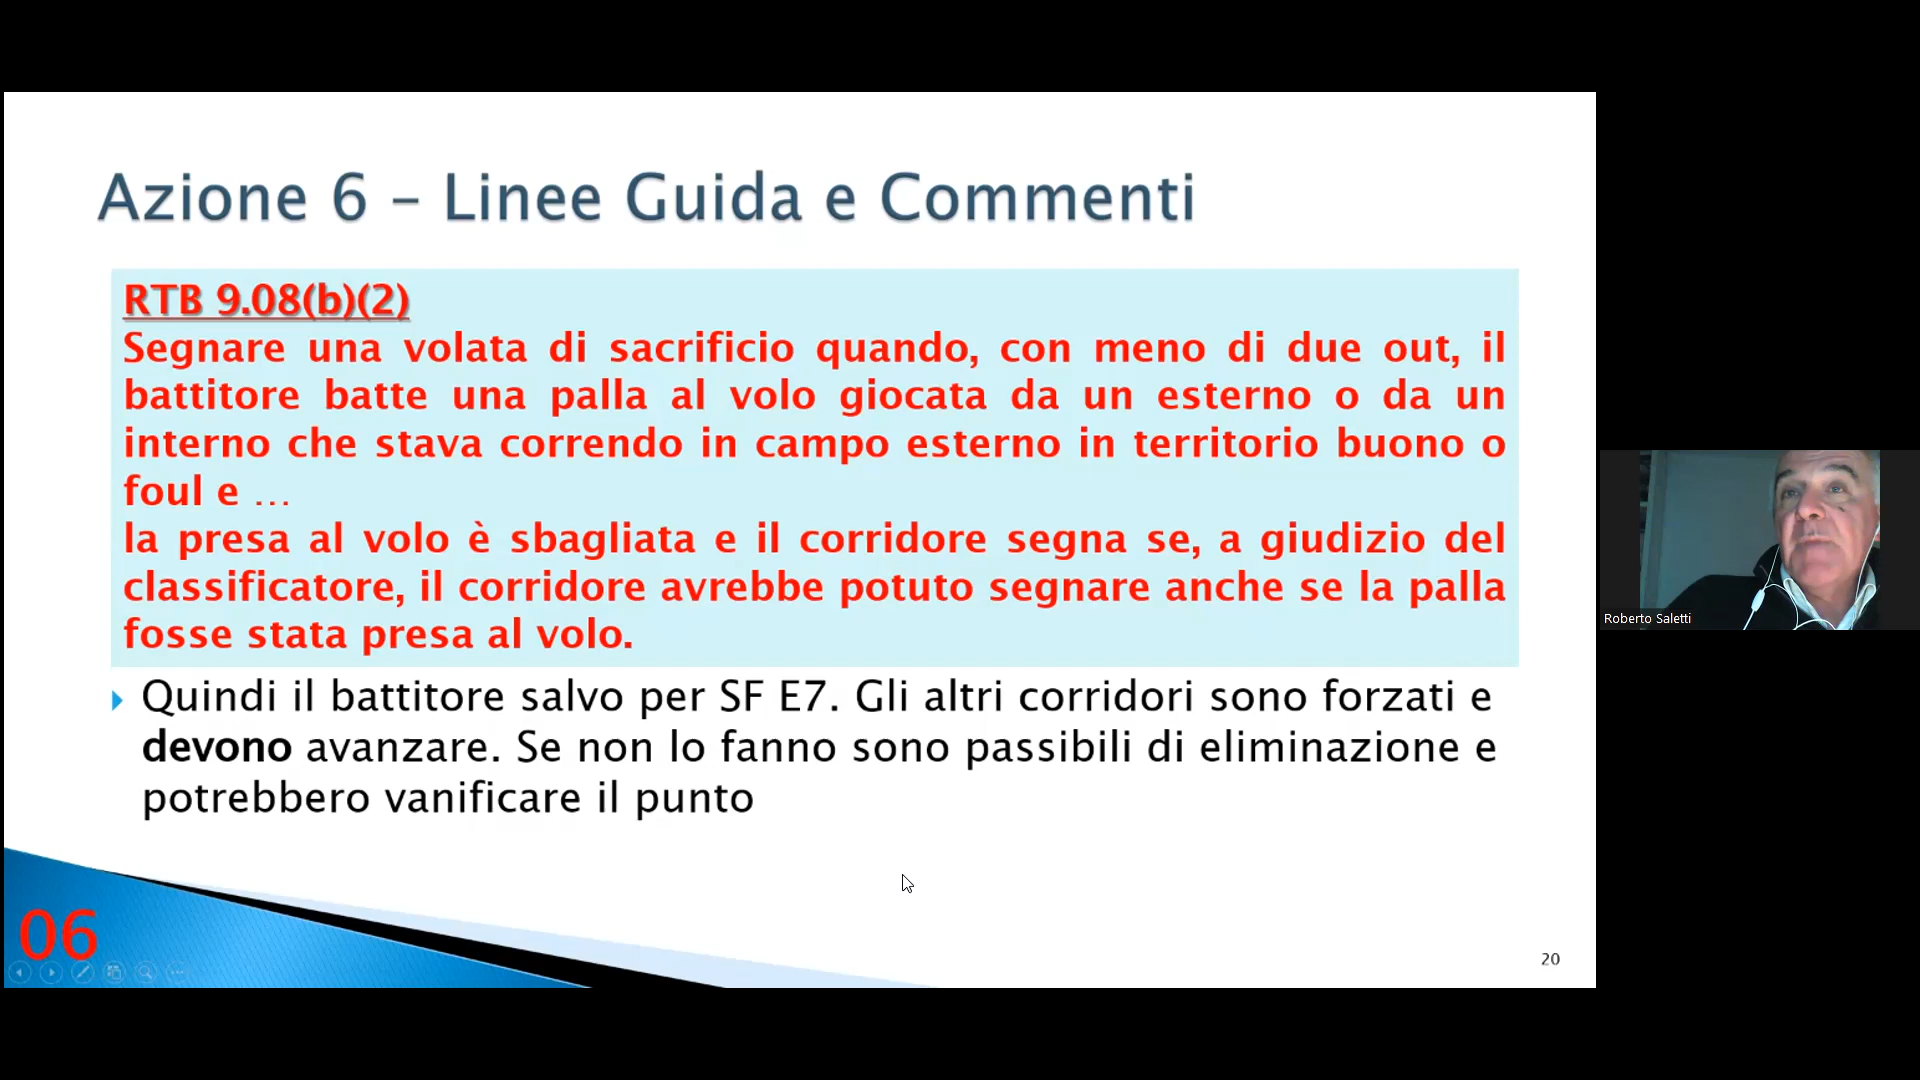 Azione 6 – Linee Guida e Commenti
RTB 9.08(b)(2)
Segnare una volata di sacrificio quando, con meno di due out, il
battitore batte una palla al volo giocata da un esterno o da un
interno che stava correndo in campo esterno in territorio buono o
foul e …
la presa al volo è sbagliata e il corridore segna se, a giudizio del
classificatore, il corridore avrebbe potuto segnare anche se la palla
fosse stata presa al volo.
Quindi il battitore salvo per SF E7. Gli altri corridori sono forzati e
devono avanzare. Se non lo fanno sono passibili di eliminazione e
potrebbero vanificare il punto
Roberto Saletti
06
20